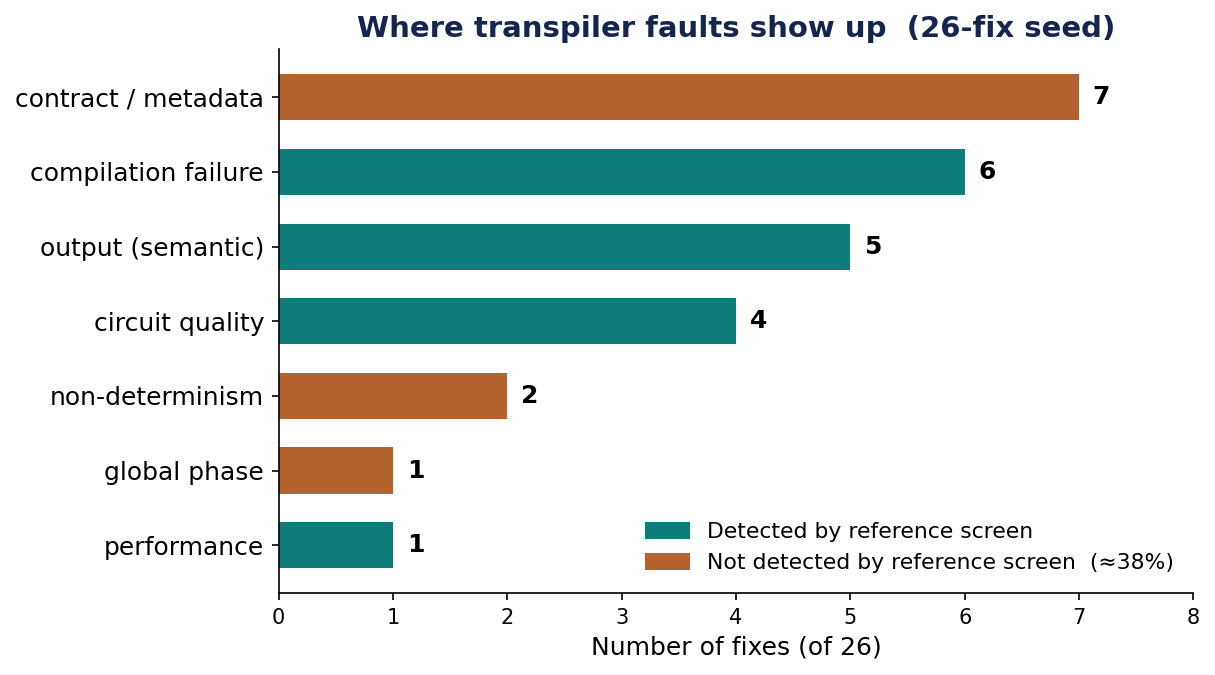 Where transpiler faults show up (26-fix seed)
contract / metadata 7
compilation failure 6
output (semantic) 5
circuit quality 4
non-determinism 2
global phase 1
performance 1
Detected by reference screen
Not detected by reference screen (≈38%)
0 1 2 3 4 5 6 7 8
Number of fixes (of 26)